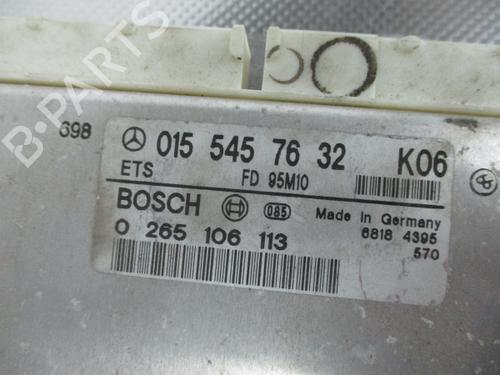 698
015 545 76 32 K06
ETS FD 95M10
BOSCH 085 Made in Germany
0 265 106 113 6818 4395
570
B-PARTS